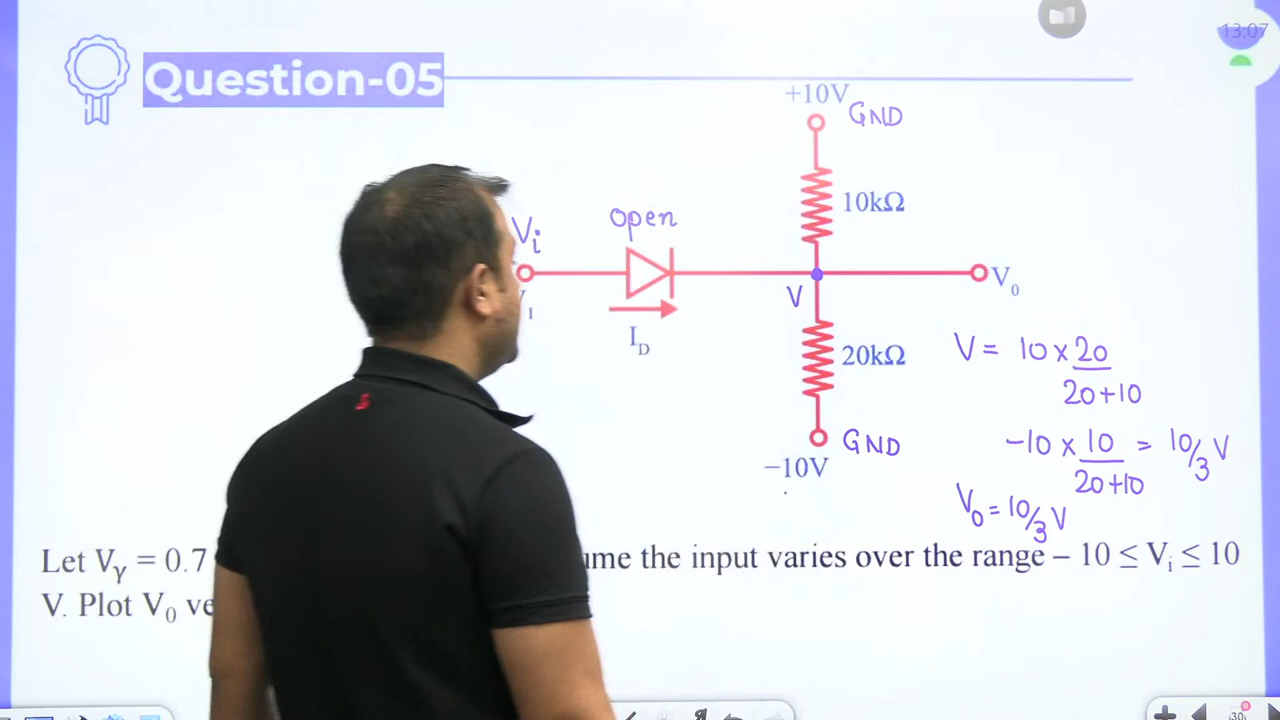 13:07
Question-05
+10V
GND
10kΩ
Vi
open
V0
V
ID
20kΩ
V = 10 × 20
20+10
-10 × 10 = 10/3 V
20+10
GND
−10V
V0 = 10/3 V
Let Vγ = 0.7 the input varies over the range – 10 ≤ Vi ≤ 10
V. Plot V0